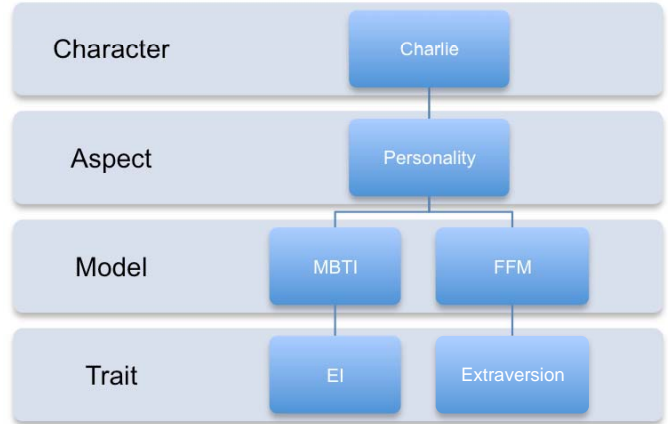 Character
Charlie
Aspect
Personality
Model
MBTI
FFM
Trait
EI
Extraversion